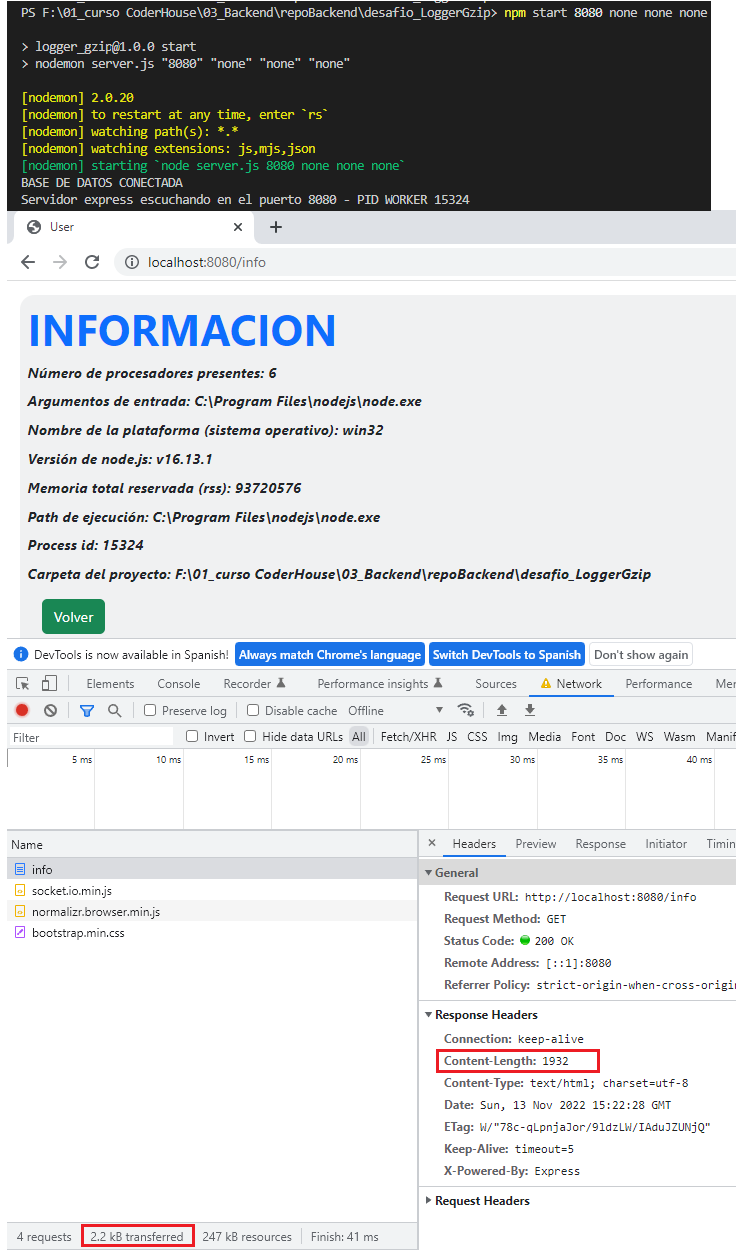 PS F:\01_curso CoderHouse\03_Backend\repoBackend\desafio_LoggerGzip> npm start 8080 none none none
> logger_gzip@1.0.0 start
> nodemon server.js "8080" "none" "none" "none"
[nodemon] 2.0.20
[nodemon] to restart at any time, enter `rs`
[nodemon] watching path(s): *.*
[nodemon] watching extensions: js,mjs,json
[nodemon] starting `node server.js 8080 none none none`
BASE DE DATOS CONECTADA
Servidor express escuchando en el puerto 8080 - PID WORKER 15324
User
localhost:8080/info
INFORMACION
Número de procesadores presentes: 6
Argumentos de entrada: C:\Program Files\nodejs\node.exe
Nombre de la plataforma (sistema operativo): win32
Versión de node.js: v16.13.1
Memoria total reservada (rss): 93720576
Path de ejecución: C:\Program Files\nodejs\node.exe
Process id: 15324
Carpeta del proyecto: F:\01_curso CoderHouse\03_Backend\repoBackend\desafio_LoggerGzip
Volver
DevTools is now available in Spanish! Always match Chrome's language Switch DevTools to Spanish Don't show again
Elements Console Recorder Performance insights Sources Network Performance Mer
Preserve log Disable cache Offline
Filter Invert Hide data URLs All Fetch/XHR JS CSS Img Media Font Doc WS Wasm Manif
5 ms 10 ms 15 ms 20 ms 25 ms 30 ms 35 ms 40 ms
Name
info
socket.io.min.js
normalizr.browser.min.js
bootstrap.min.css
Headers Preview Response Initiator Timin
General
Request URL: http://localhost:8080/info
Request Method: GET
Status Code: 200 OK
Remote Address: [::1]:8080
Referrer Policy: strict-origin-when-cross-origin
Response Headers
Connection: keep-alive
Content-Length: 1932
Content-Type: text/html; charset=utf-8
Date: Sun, 13 Nov 2022 15:22:28 GMT
ETag: W/"78c-qLpnjaJor/9ldzLW/IAduJZUNjQ"
Keep-Alive: timeout=5
X-Powered-By: Express
Request Headers
4 requests 2.2 kB transferred 247 kB resources Finish: 41 ms